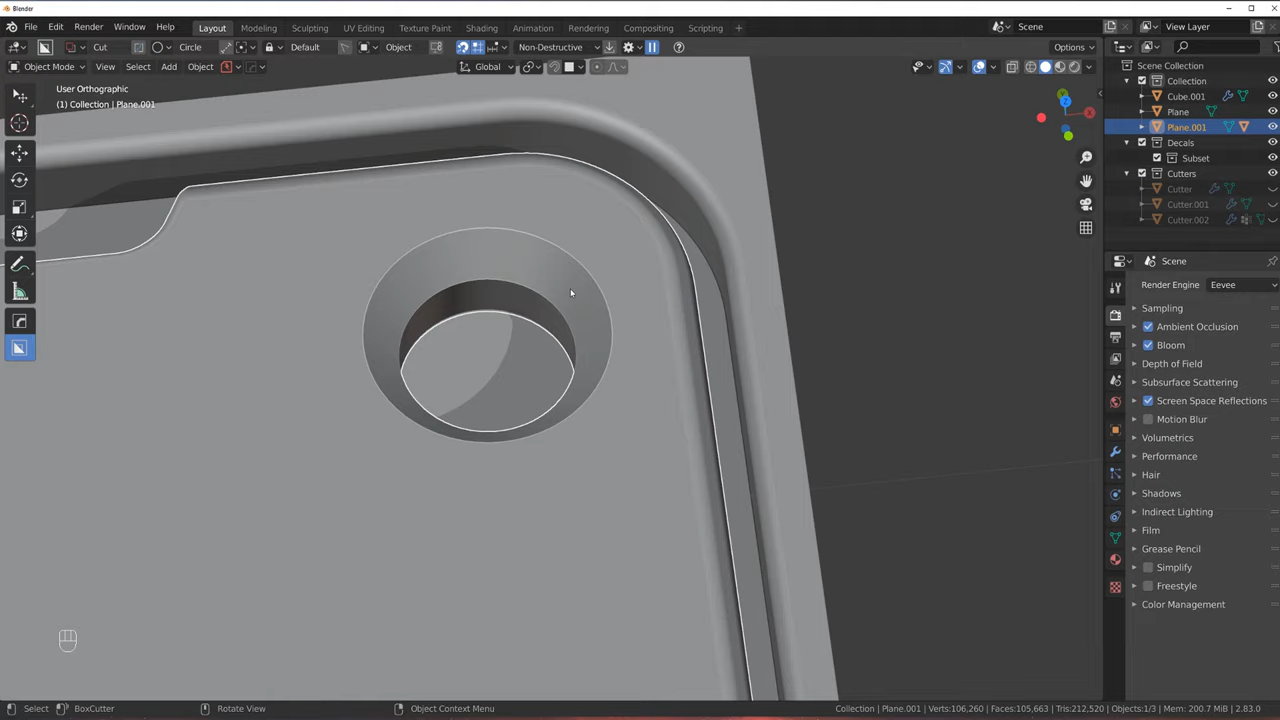 Blender
File Edit Render Window Help Layout Modeling Sculpting UV Editing Texture Paint Shading Animation Rendering Compositing Scripting + Scene View Layer
Cut Circle Default Object Non-Destructive Options
Object Mode View Select Add Object Global
User Orthographic
(1) Collection | Plane.001
X
Scene Collection
Collection
Cube.001
Plane
Plane.001
Decals
Subset
Cutters
Cutter
Cutter.001
Cutter.002
Scene
Render Engine Eevee
Sampling
Ambient Occlusion
Bloom
Depth of Field
Subsurface Scattering
Screen Space Reflections
Motion Blur
Volumetrics
Performance
Hair
Shadows
Indirect Lighting
Film
Grease Pencil
Simplify
Freestyle
Color Management
Select BoxCutter Rotate View Object Context Menu Collection | Plane.001 | Verts:106,260 | Faces:105,663 | Tris:212,520 | Objects:1/3 | Mem: 200.7 MiB | 2.83.0